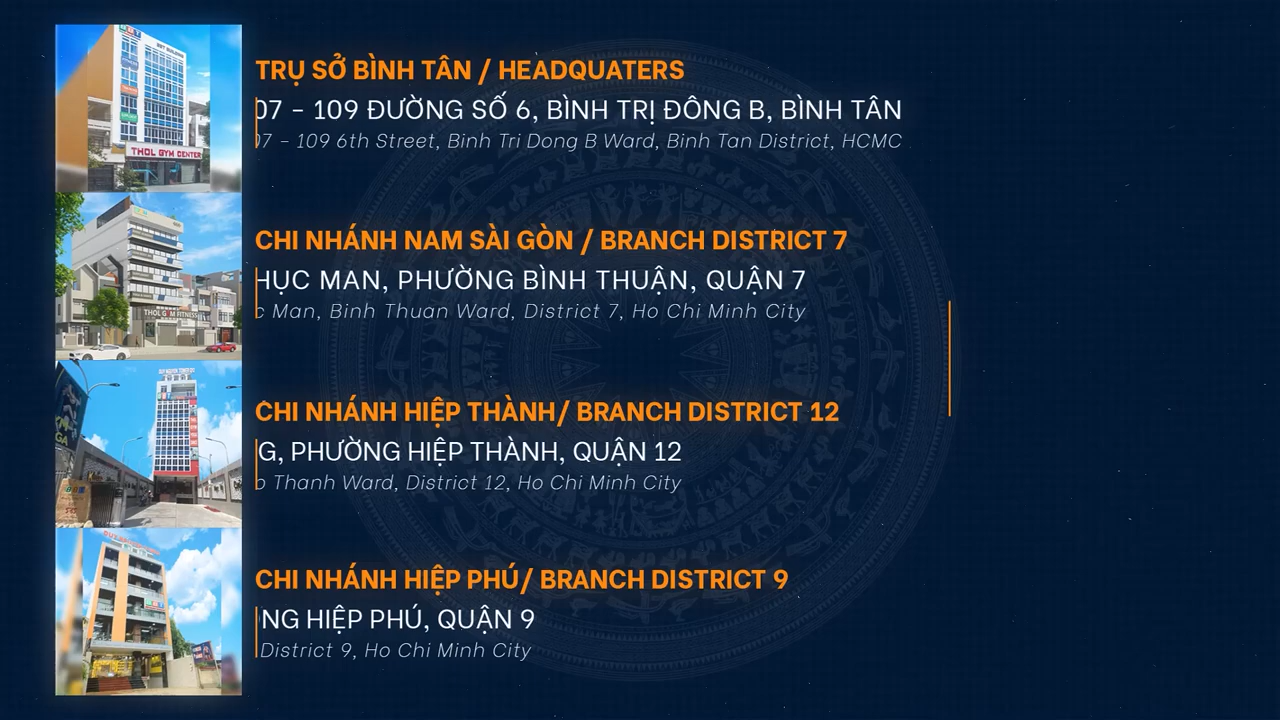 TRỤ SỞ BÌNH TÂN / HEADQUATERS
07 – 109 ĐƯỜNG SỐ 6, BÌNH TRỊ ĐÔNG B, BÌNH TÂN
07 – 109 6th Street, Binh Tri Dong B Ward, Binh Tan District, HCMC
THOL GYM CENTER
CHI NHÁNH NAM SÀI GÒN / BRANCH DISTRICT 7
HỤC MAN, PHƯỜNG BÌNH THUẬN, QUẬN 7
c Man, Binh Thuan Ward, District 7, Ho Chi Minh City
CHI NHÁNH HIỆP THÀNH/ BRANCH DISTRICT 12
G, PHƯỜNG HIỆP THÀNH, QUẬN 12
p Thanh Ward, District 12, Ho Chi Minh City
CHI NHÁNH HIỆP PHÚ/ BRANCH DISTRICT 9
NG HIỆP PHÚ, QUẬN 9
District 9, Ho Chi Minh City